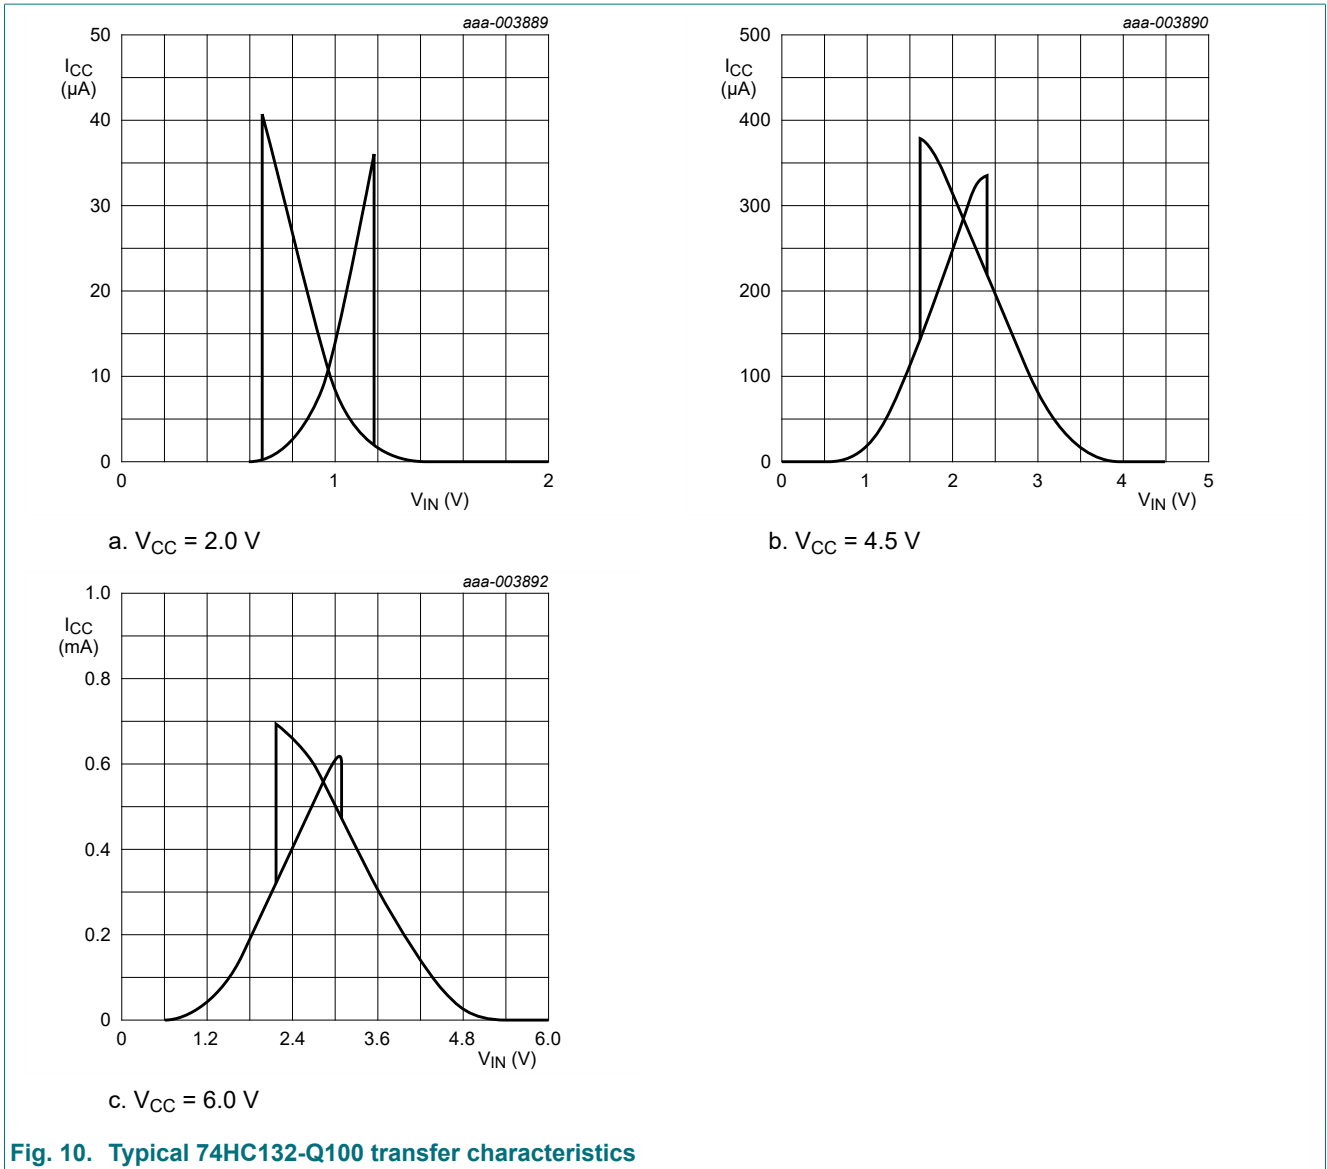 aaa-003889
50
I_CC
(μA)
40
30
20
10
0
0
1
2
V_IN (V)
a. V_CC = 2.0 V
aaa-003890
500
I_CC
(μA)
400
300
200
100
0
0
1
2
3
4
5
V_IN (V)
b. V_CC = 4.5 V
aaa-003892
1.0
I_CC
(mA)
0.8
0.6
0.4
0.2
0
0
1.2
2.4
3.6
4.8
6.0
V_IN (V)
c. V_CC = 6.0 V
Fig. 10. Typical 74HC132-Q100 transfer characteristics